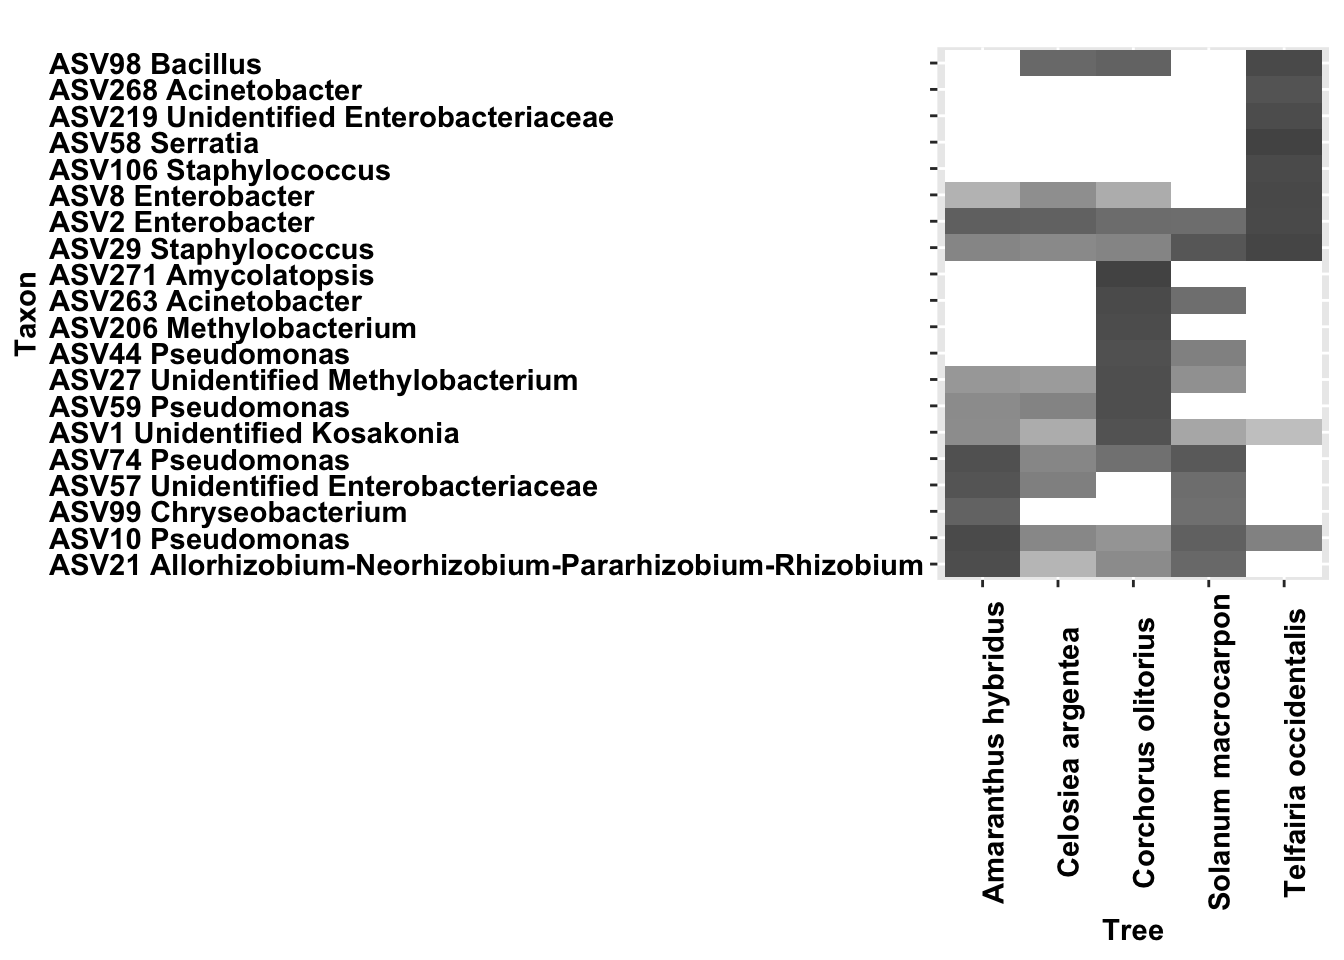 ASV98 Bacillus
ASV268 Acinetobacter
ASV219 Unidentified Enterobacteriaceae
ASV58 Serratia
ASV106 Staphylococcus
ASV8 Enterobacter
ASV2 Enterobacter
ASV29 Staphylococcus
ASV271 Amycolatopsis
ASV263 Acinetobacter
ASV206 Methylobacterium
ASV44 Pseudomonas
ASV27 Unidentified Methylobacterium
ASV59 Pseudomonas
ASV1 Unidentified Kosakonia
ASV74 Pseudomonas
ASV57 Unidentified Enterobacteriaceae
ASV99 Chryseobacterium
ASV10 Pseudomonas
ASV21 Allorhizobium-Neorhizobium-Pararhizobium-Rhizobium
Taxon
Amaranthus hybridus
Celosiea argentea
Corchorus olitorius
Solanum macrocarpon
Telfairia occidentalis
Tree